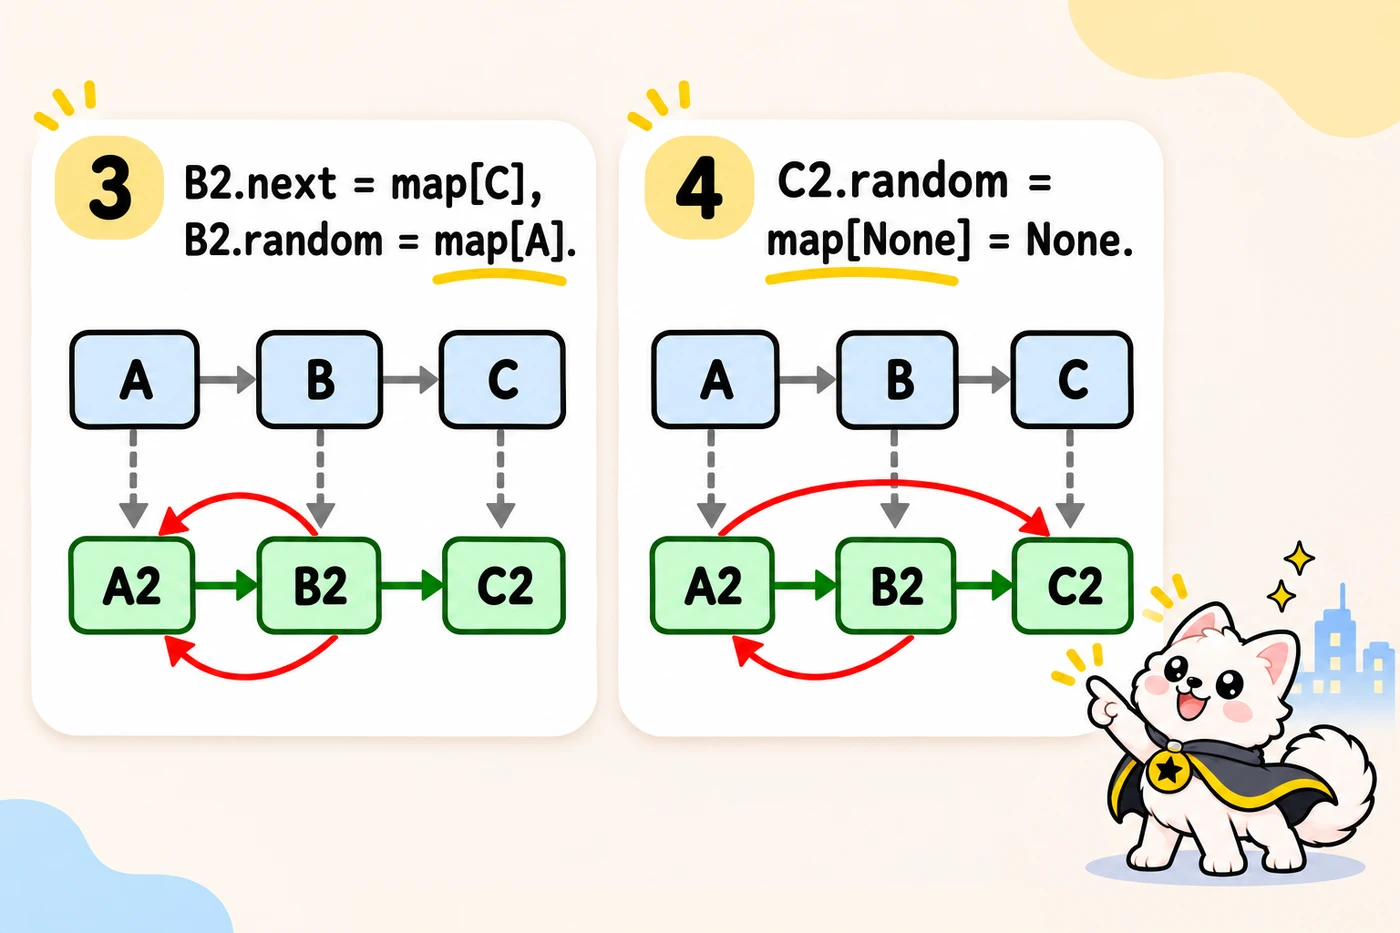 3
B2.next = map[C],
B2.random = map[A].
A
B
C
A2
B2
C2
4
C2.random =
map[None] = None.
A
B
C
A2
B2
C2